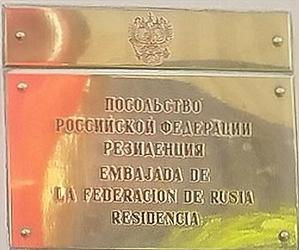 ПОСОЛЬСТВО
РОССИЙСКОЙ ФЕДЕРАЦИИ
РЕЗИДЕНЦИЯ
EMBAJADA DE
LA FEDERACION DE RUSIA
RESIDENCIA